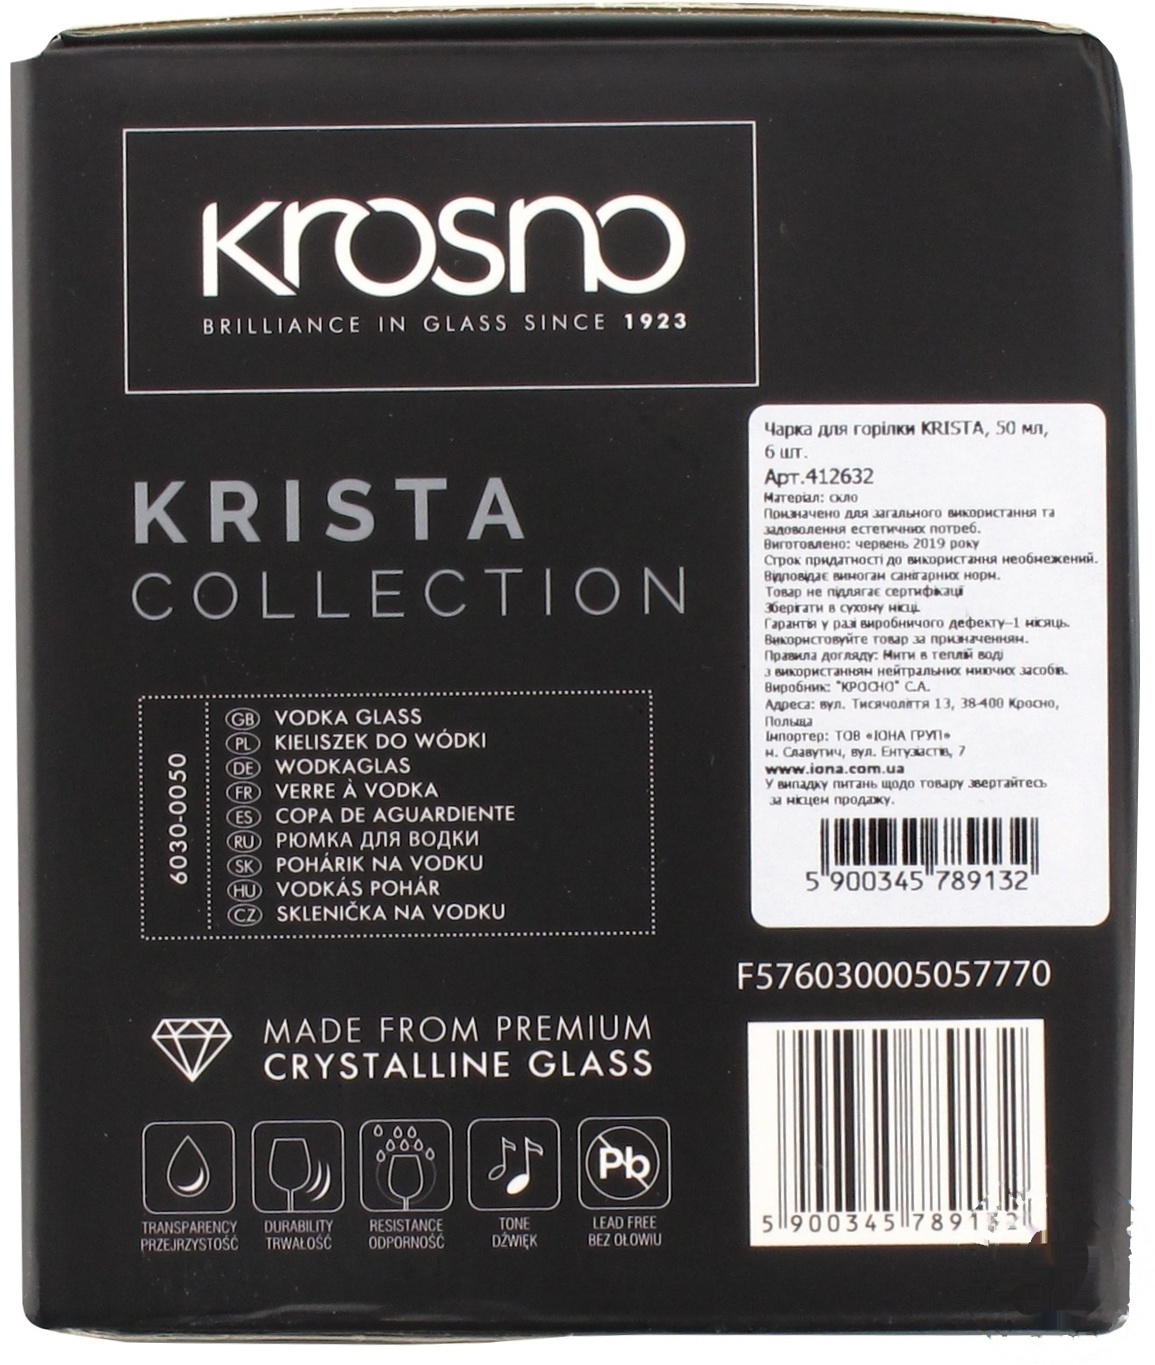 krosno
BRILLIANCE IN GLASS SINCE 1923
KRISTA
COLLECTION
6030-0050
GB VODKA GLASS
PL KIELISZEK DO WÓDKI
DE WODKAGLAS
FR VERRE À VODKA
ES COPA DE AGUARDIENTE
RU РЮМКА ДЛЯ ВОДКИ
SK POHÁRIK NA VODKU
HU VODKÁS POHÁR
CZ SKLENIČKA NA VODKU
MADE FROM PREMIUM
CRYSTALLINE GLASS
Pb
TRANSPARENCY
PRZEJRZYSTOŚĆ
DURABILITY
TRWAŁOŚĆ
RESISTANCE
ODPORNOŚĆ
TONE
DŹWIĘK
LEAD FREE
BEZ OŁOWIU
Чарка для горілки KRISTA, 50 мл,
6 шт.
Арт.412632
Матеріал: скло
Призначено для загального використання та
задоволення естетичних потреб.
Виготовлено: червень 2019 року
Строк придатності до використання необмежений.
Відповідає вимогам санітарних норм.
Товар не підлягає сертифікації
Зберігати в сухому місці.
Гарантія у разі виробничого дефекту–1 місяць.
Використовуйте товар за призначенням.
Правила догляду: Мити в теплій воді
з використанням нейтральних миючих засобів.
Виробник: "КРОСНО" С.А.
Адреса: вул. Тисячоліття 13, 38-400 Кросно,
Польща
Імпортер: ТОВ «ІОНА ГРУП»
м. Славутич, вул. Ентузіастів, 7
www.iona.com.ua
У випадку питань щодо товару звертайтесь
за місцем продажу.
5 900345 789132
F576030005057770
5 900345 789132